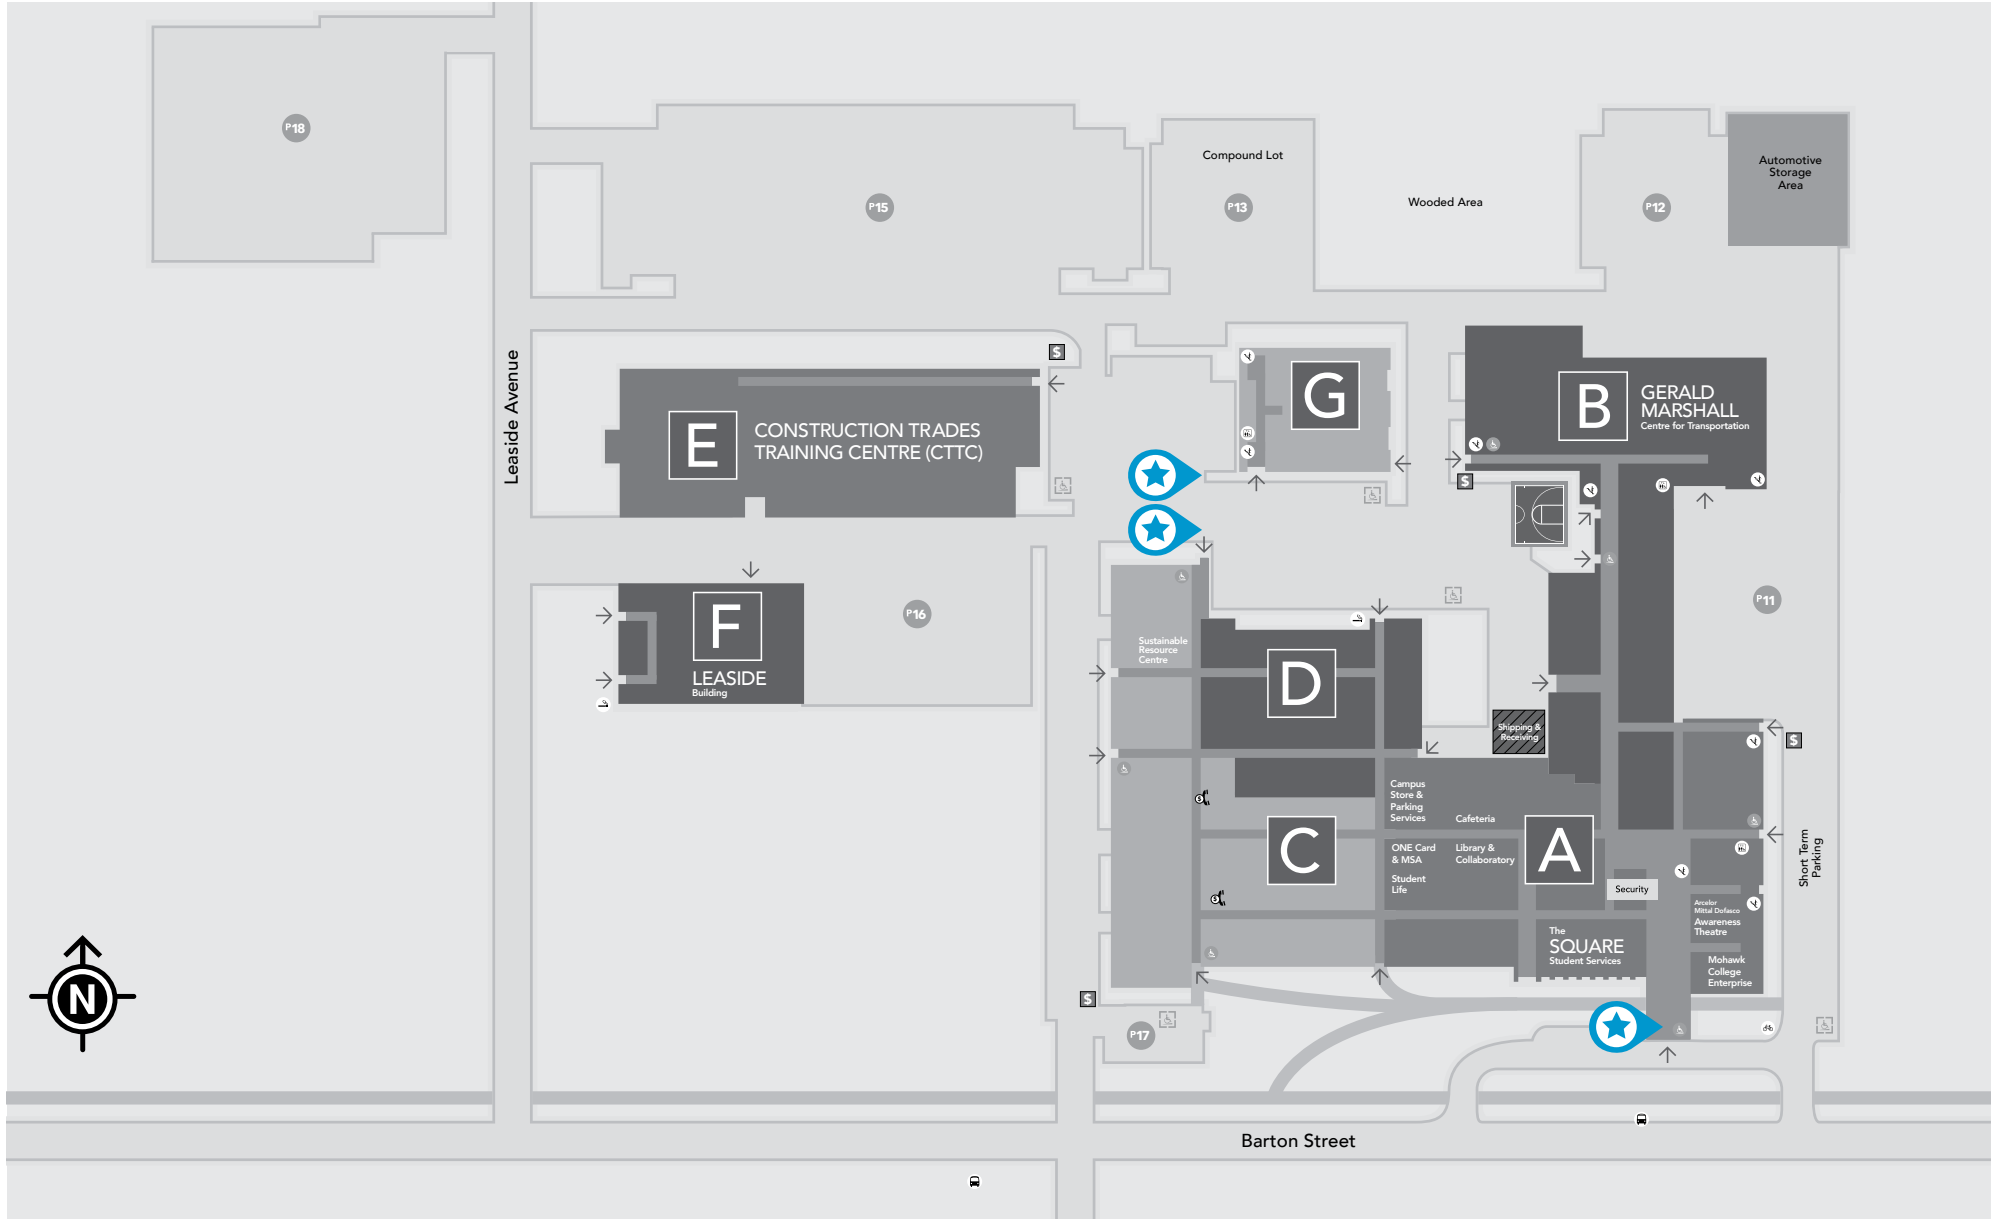 P18
Compound Lot
Automotive
Storage
Area
P15
P13
Wooded Area
P12
Leaside Avenue
$
E
CONSTRUCTION TRADES
TRAINING CENTRE (CTTC)
G
B
GERALD
MARSHALL
Centre for Transportation
$
F
LEASIDE
Building
P16
P11
Sustainable
Resource
Centre
D
Shipping &
Receiving
$
Campus
Store &
Parking
Services
Cafeteria
C
A
ONE Card
& MSA
Student
Life
Library &
Collaboratory
Short Term
Parking
Security
Arcelor
Mittal Dofasco
Awareness
Theatre
The
SQUARE
Student Services
Mohawk
College
Enterprise
N
$
P17
Barton Street